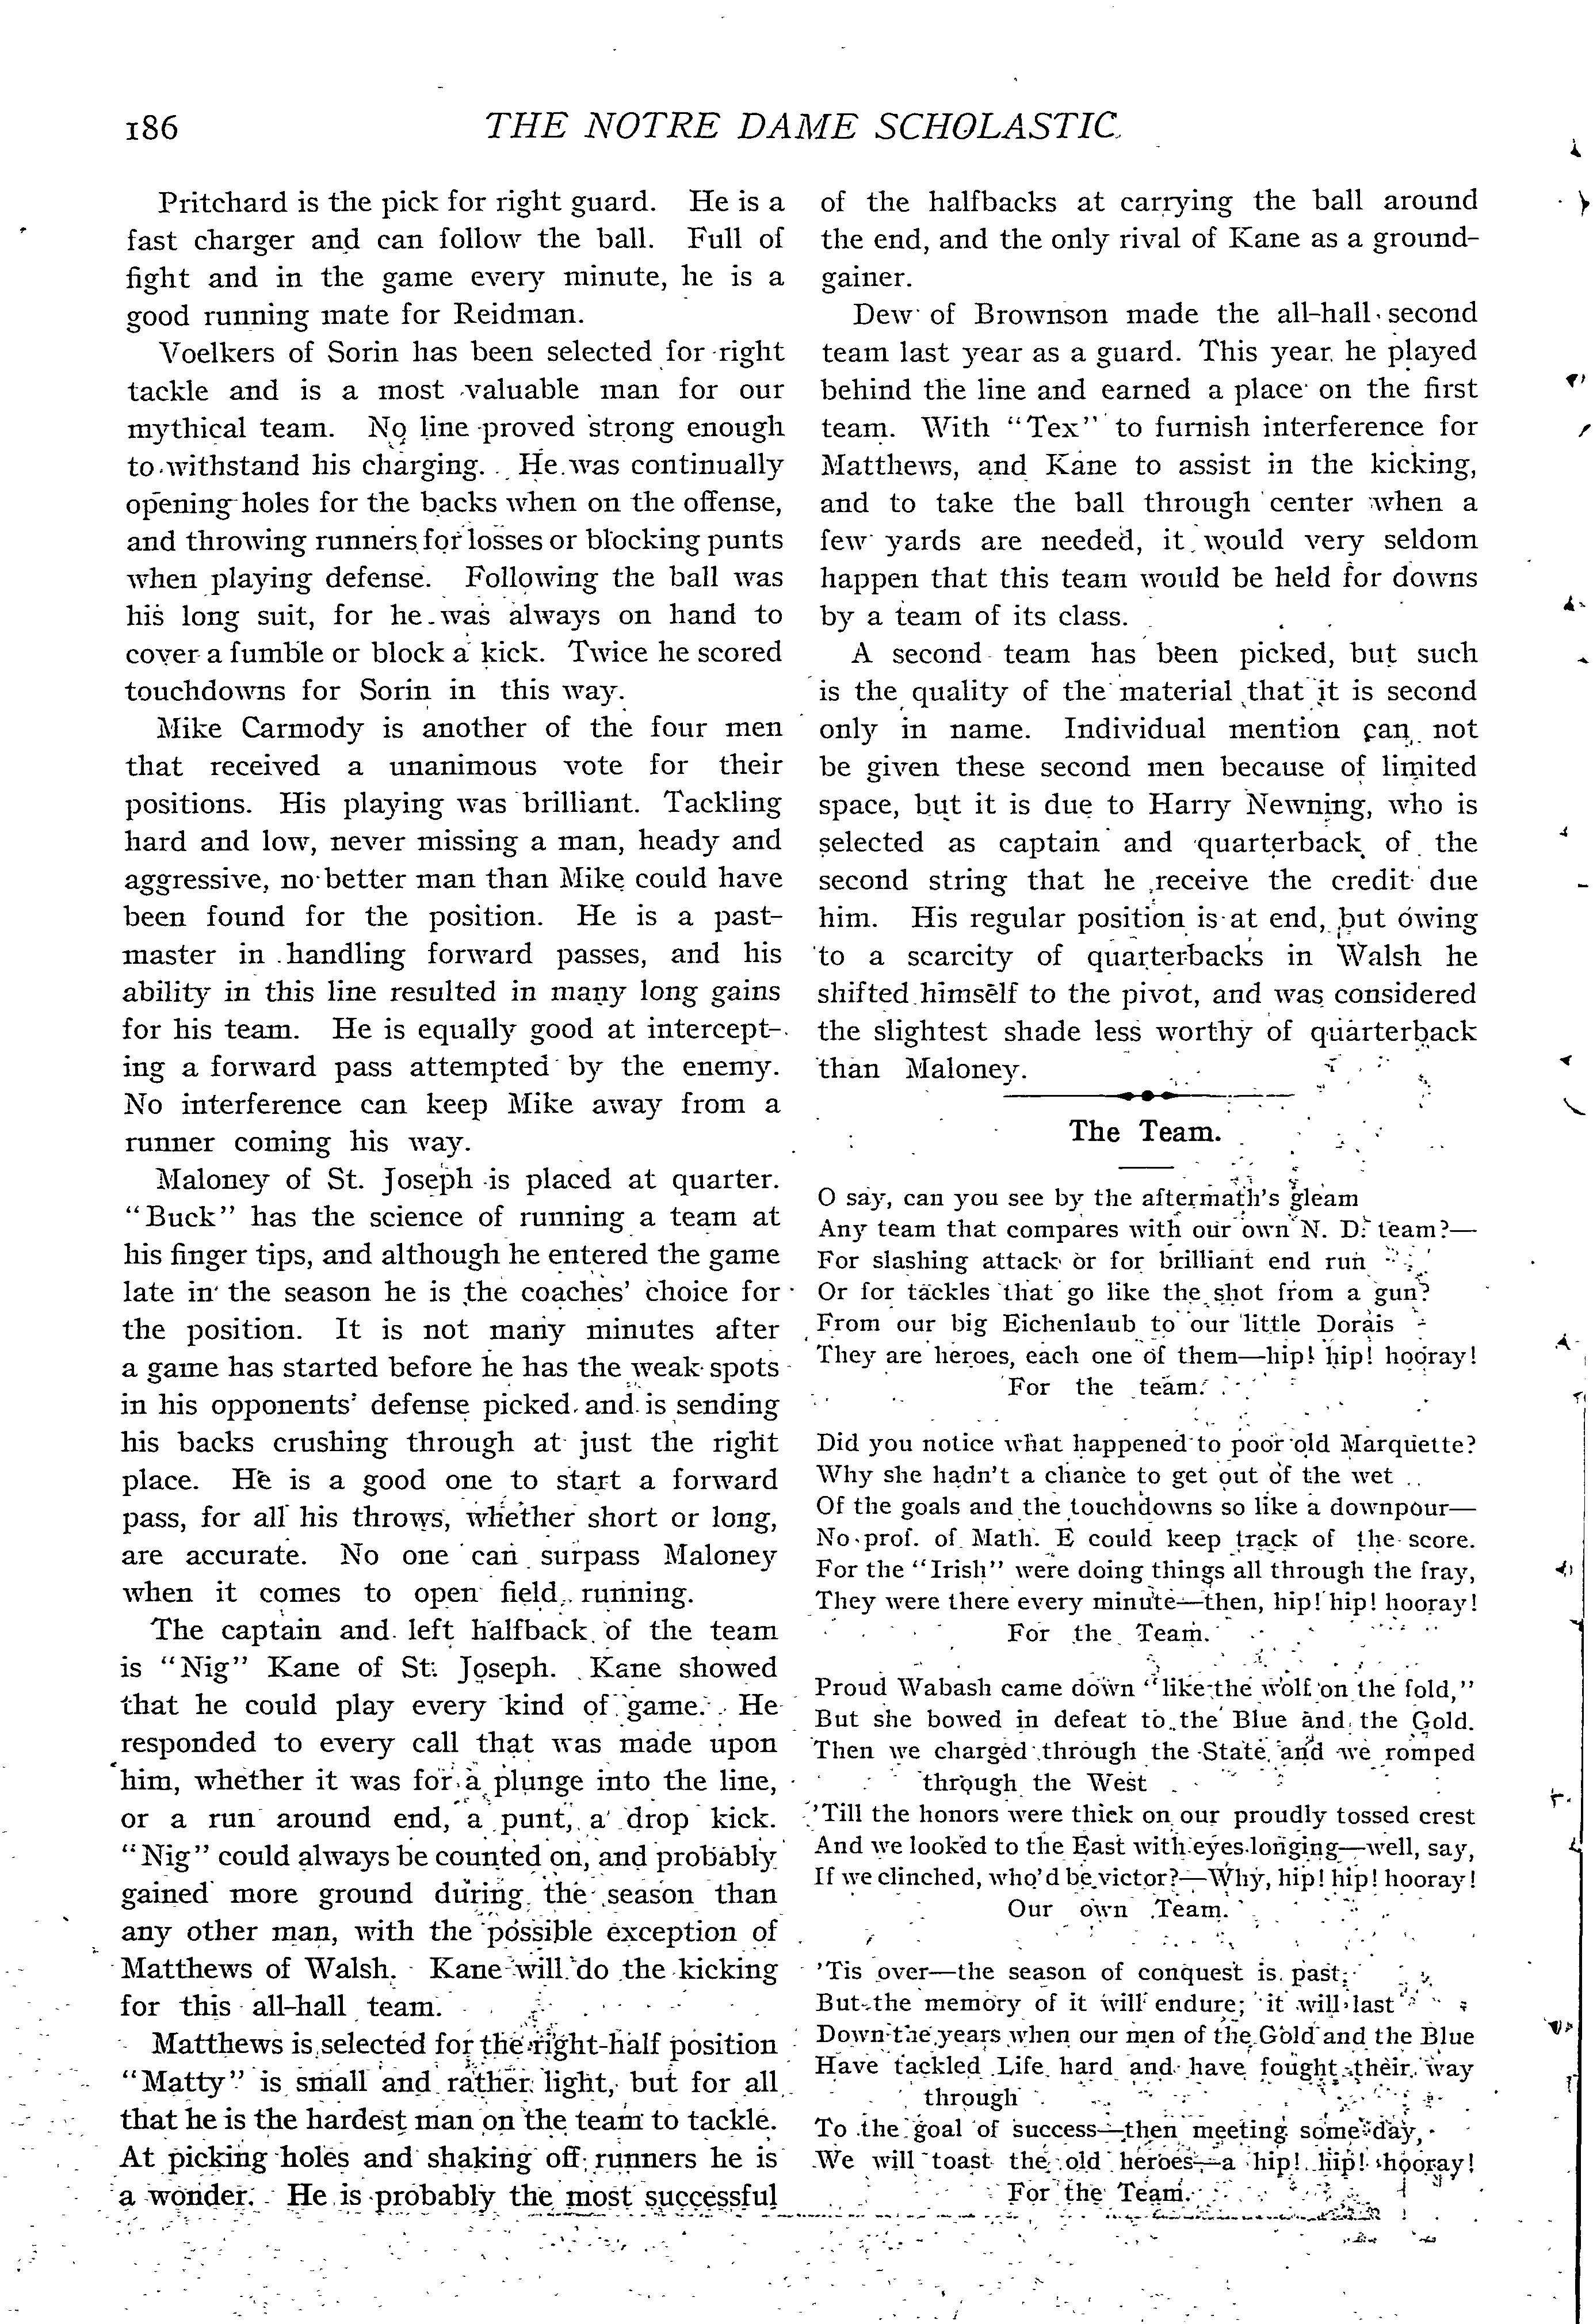 186
THE NOTRE DAME SCHOLASTIC
Pritchard is the pick for right guard. He is a
fast charger and can follow the ball. Full of
fight and in the game every minute, he is a
good running mate for Reidman.
Voelkers of Sorin has been selected for right
tackle and is a most valuable man for our
mythical team. No line proved strong enough
to withstand his charging. He was continually
opening holes for the backs when on the offense,
and throwing runners for losses or blocking punts
when playing defense. Following the ball was
his long suit, for he was always on hand to
cover a fumble or block a kick. Twice he scored
touchdowns for Sorin in this way.
Mike Carmody is another of the four men
that received a unanimous vote for their
positions. His playing was brilliant. Tackling
hard and low, never missing a man, heady and
aggressive, no better man than Mike could have
been found for the position. He is a past-
master in handling forward passes, and his
ability in this line resulted in many long gains
for his team. He is equally good at intercept-
ing a forward pass attempted by the enemy.
No interference can keep Mike away from a
runner coming his way.
Maloney of St. Joseph is placed at quarter.
"Buck" has the science of running a team at
his finger tips, and although he entered the game
late in the season he is the coaches' choice for
the position. It is not many minutes after
a game has started before he has the weak spots
in his opponents' defense picked and is sending
his backs crushing through at just the right
place. He is a good one to start a forward
pass, for all his throws, whether short or long,
are accurate. No one can surpass Maloney
when it comes to open field running.
The captain and left halfback of the team
is "Nig" Kane of St. Joseph. Kane showed
that he could play every kind of game. He
responded to every call that was made upon
him, whether it was for a plunge into the line,
or a run around end, a punt, a drop kick.
"Nig" could always be counted on, and probably
gained more ground during the season than
any other man, with the possible exception of
Matthews of Walsh. Kane will do the kicking
for this all-hall team.
Matthews is selected for the right-half position
"Matty" is small and rather light, but for all
that he is the hardest man on the team to tackle.
At picking holes and shaking off runners he is
a wonder. He is probably the most successful
of the halfbacks at carrying the ball around
the end, and the only rival of Kane as a ground-
gainer.
Dew of Brownson made the all-hall second
team last year as a guard. This year he played
behind the line and earned a place on the first
team. With "Tex" to furnish interference for
Matthews, and Kane to assist in the kicking,
and to take the ball through center when a
few yards are needed, it would very seldom
happen that this team would be held for downs
by a team of its class.
A second team has been picked, but such
is the quality of the material that it is second
only in name. Individual mention can not
be given these second men because of limited
space, but it is due to Harry Newning, who is
selected as captain and quarterback of the
second string that he receive the credit due
him. His regular position is at end, but owing
to a scarcity of quarterbacks in Walsh he
shifted himself to the pivot, and was considered
the slightest shade less worthy of quarterback
than Maloney.
The Team.
O say, can you see by the aftermath's gleam
Any team that compares with our own N. D. team?—
For slashing attack or for brilliant end run
Or for tackles that go like the shot from a gun?
From our big Eichenlaub to our little Dorais
They are heroes, each one of them—hip! hip! hooray!
For the team.
Did you notice what happened to poor old Marquette?
Why she hadn't a chance to get out of the wet
Of the goals and the touchdowns so like a downpour—
No prof. of Math. E could keep track of the score.
For the "Irish" were doing things all through the fray,
They were there every minute—then, hip! hip! hooray!
For the Team.
Proud Wabash came down "like the wolf on the fold,"
But she bowed in defeat to the Blue and the Gold.
Then we charged through the State and we romped
through the West
'Till the honors were thick on our proudly tossed crest
And we looked to the East with eyes longing—well, say,
If we clinched, who'd be victor?—Why, hip! hip! hooray!
Our own Team.
'Tis over—the season of conquest is past;
But the memory of it will endure; it will last
Down the years when our men of the Gold and the Blue
Have tackled Life hard and have fought their way
through
To the goal of success—then meeting some day,
We will toast the old heroes—a hip! hip! hooray!
For the Team.